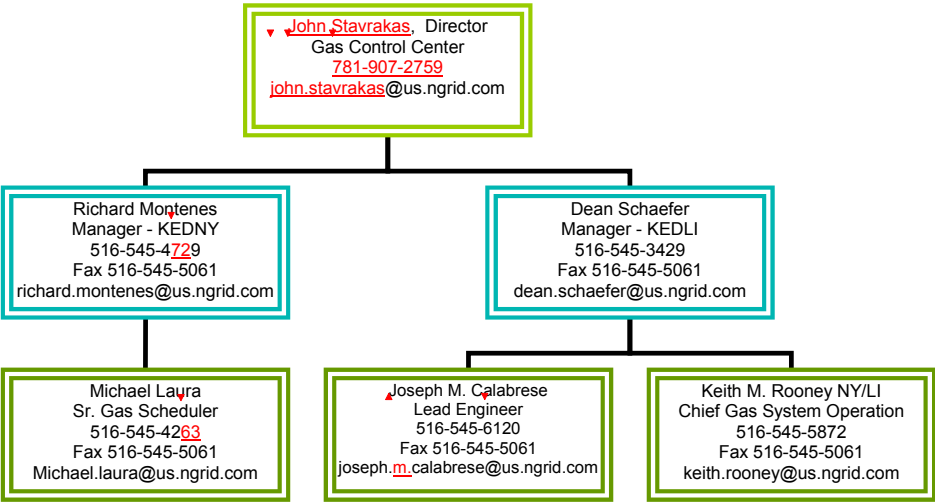 John Stavrakas, Director
Gas Control Center
781-907-2759
john.stavrakas@us.ngrid.com
Richard Montenes
Manager - KEDNY
516-545-4729
Fax 516-545-5061
richard.montenes@us.ngrid.com
Dean Schaefer
Manager - KEDLI
516-545-3429
Fax 516-545-5061
dean.schaefer@us.ngrid.com
Michael Laura
Sr. Gas Scheduler
516-545-4263
Fax 516-545-5061
Michael.laura@us.ngrid.com
Joseph M. Calabrese
Lead Engineer
516-545-6120
Fax 516-545-5061
joseph.m.calabrese@us.ngrid.com
Keith M. Rooney NY/LI
Chief Gas System Operation
516-545-5872
Fax 516-545-5061
keith.rooney@us.ngrid.com